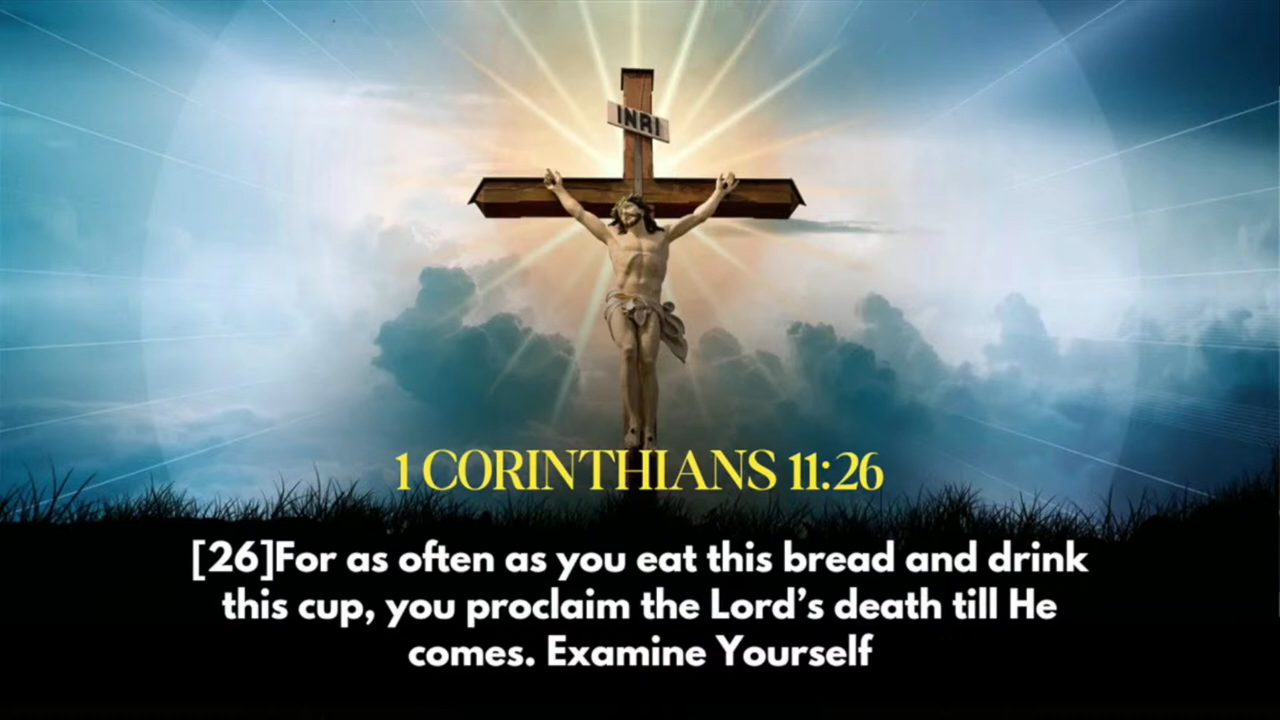 INRI
1 CORINTHIANS 11:26
[26]For as often as you eat this bread and drink
this cup, you proclaim the Lord’s death till He
comes. Examine Yourself